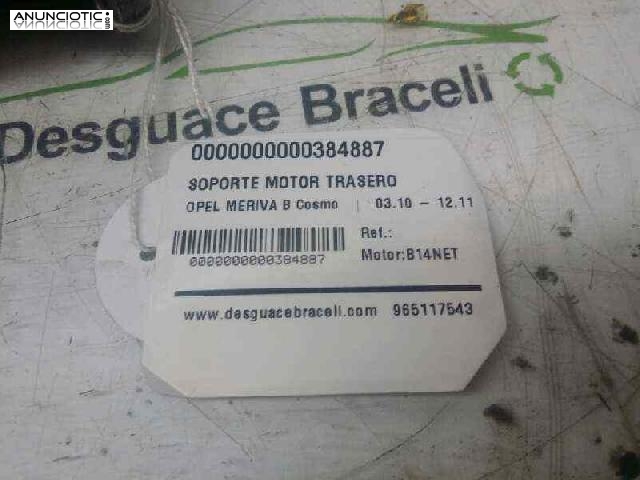 ANUNCIOTIC.es
Desguace Braceli
0000000000384887
SOPORTE MOTOR TRASERO
OPEL MERIVA B Cosmo | 03.10 - 12.11
Ref.:
0000000000384887
Motor:B14NET
www.desguacebraceli.com 965117543